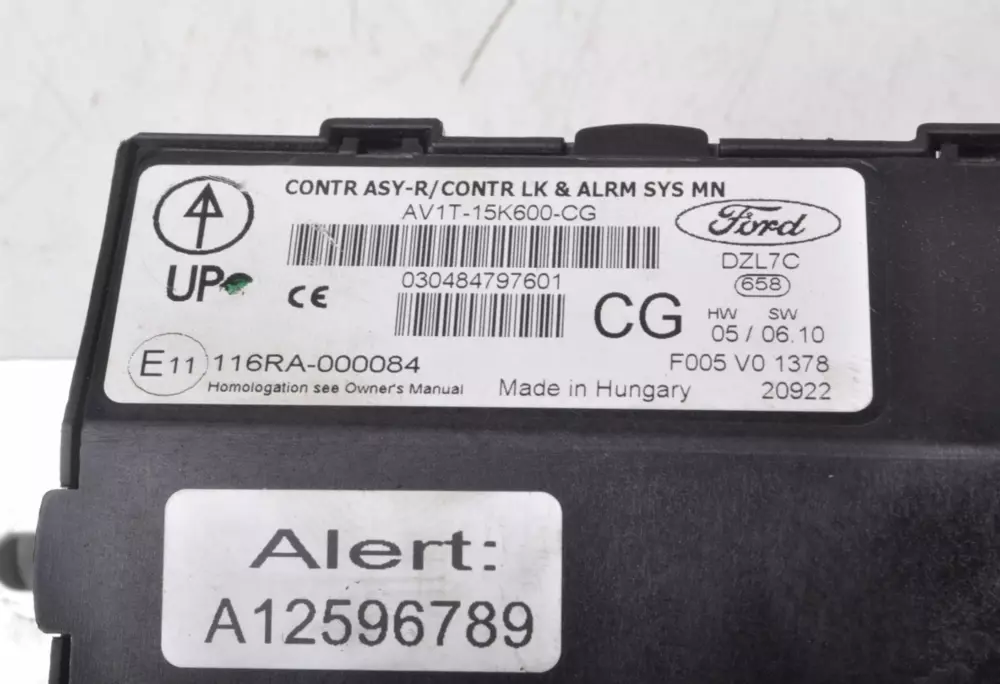 CONTR ASY-R/CONTR LK & ALRM SYS MN
AV1T-15K600-CG
Ford
UP
CE
030484797601
CG
DZL7C
658
HW SW
05 / 06.10
E11
116RA-000084
Homologation see Owner's Manual
Made in Hungary
F005 V0 1378
20922
Alert:
A12596789